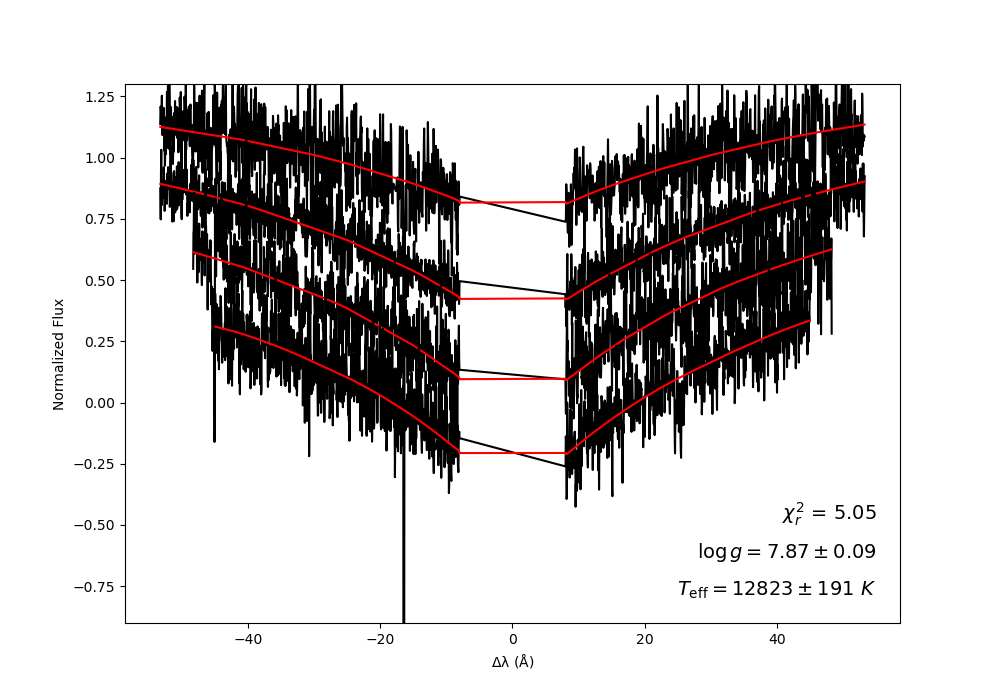 1.25
1.00
0.75
0.50
0.25
0.00
−0.25
−0.50
−0.75
Normalized Flux
χ²ᵣ = 5.05
log g = 7.87 ± 0.09
T_eff = 12823 ± 191 K
−40 −20 0 20 40
Δλ (Å)